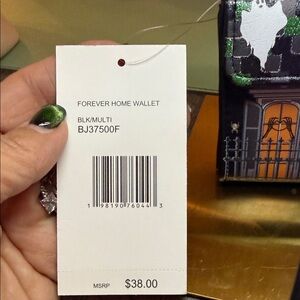 FOREVER HOME WALLET
BLK/MULTI
BJ37500F
1 98190 76044 3
MSRP $38.00